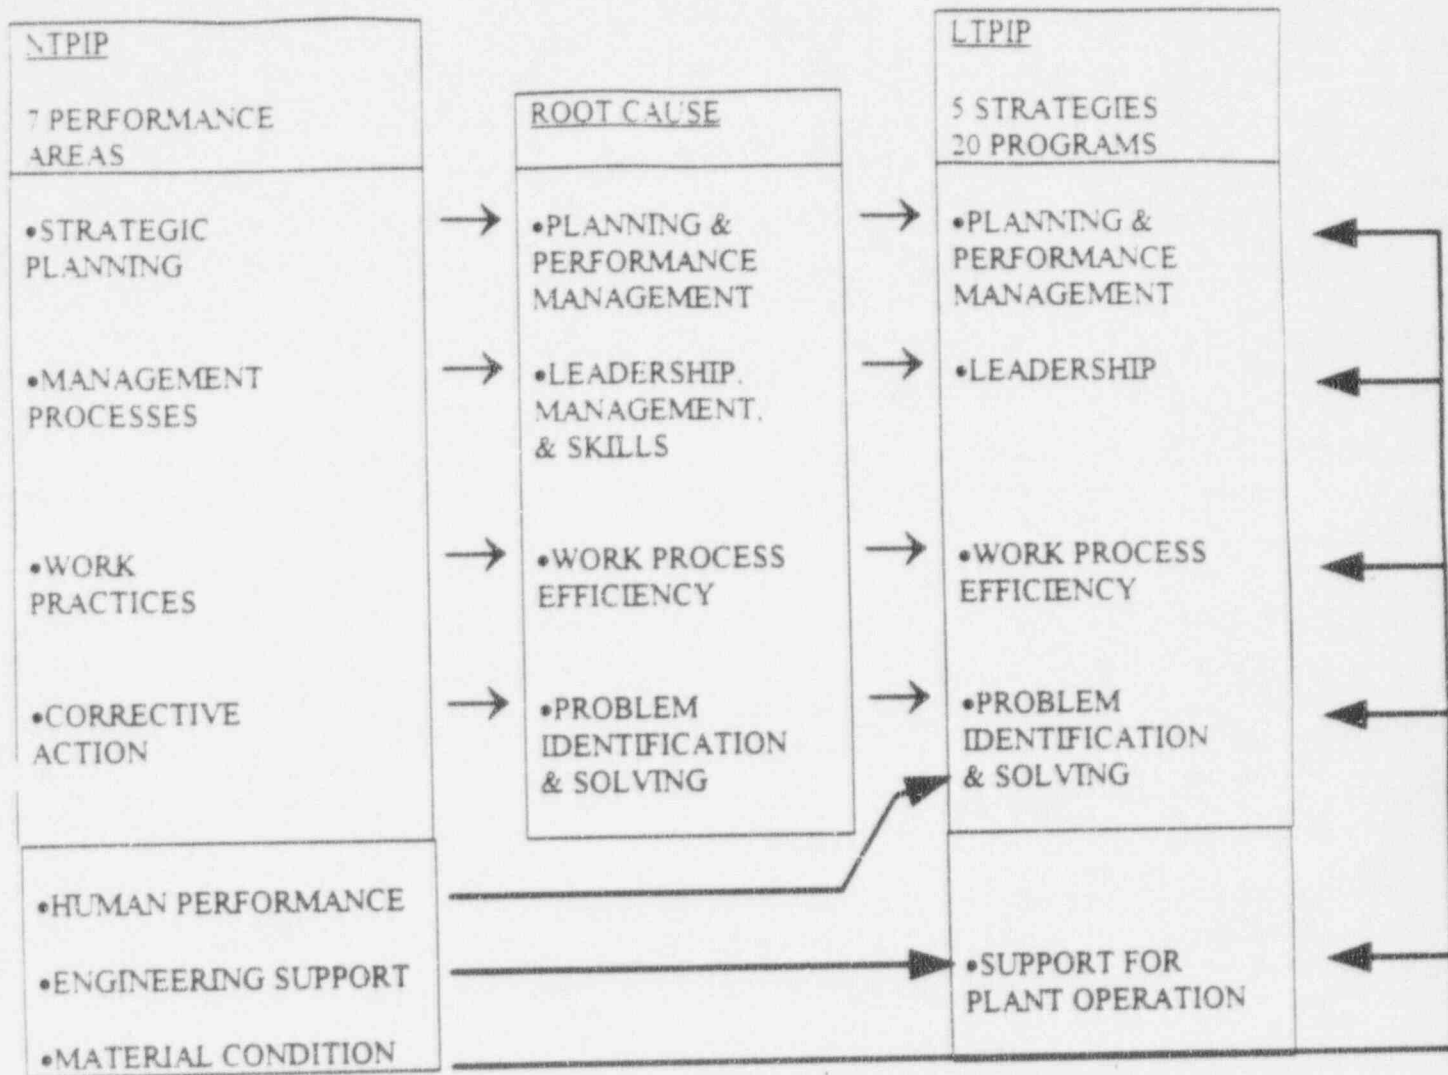 NTPIP
7 PERFORMANCE
AREAS
•STRATEGIC
PLANNING
•MANAGEMENT
PROCESSES
•WORK
PRACTICES
•CORRECTIVE
ACTION
•HUMAN PERFORMANCE
•ENGINEERING SUPPORT
•MATERIAL CONDITION
ROOT CAUSE
•PLANNING &
PERFORMANCE
MANAGEMENT
•LEADERSHIP,
MANAGEMENT,
& SKILLS
•WORK PROCESS
EFFICIENCY
•PROBLEM
IDENTIFICATION
& SOLVING
LTPIP
5 STRATEGIES
20 PROGRAMS
•PLANNING &
PERFORMANCE
MANAGEMENT
•LEADERSHIP
•WORK PROCESS
EFFICIENCY
•PROBLEM
IDENTIFICATION
& SOLVING
•SUPPORT FOR
PLANT OPERATION